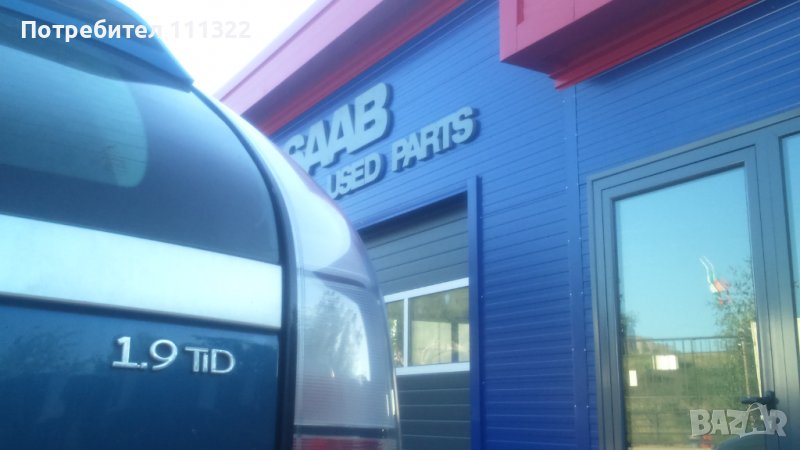 Потребител 111322
SAAB
USED PARTS
1.9 TiD
BAZAR